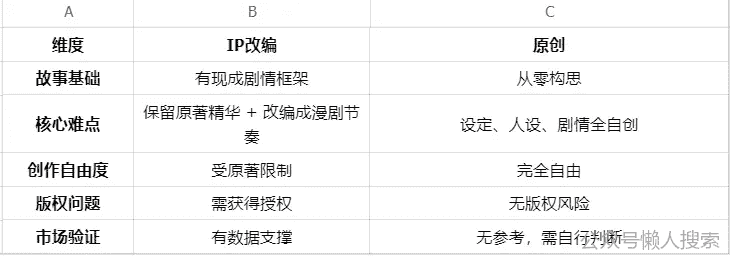 A B C
维度 IP改编 原创
故事基础 有现成剧情框架 从零构思
核心难点 保留原著精华 + 改编成漫剧节奏 设定、人设、剧情全自创
创作自由度 受原著限制 完全自由
版权问题 需获得授权 无版权风险
市场验证 有数据支撑 无参考，需自行判断
公众号懒人搜索